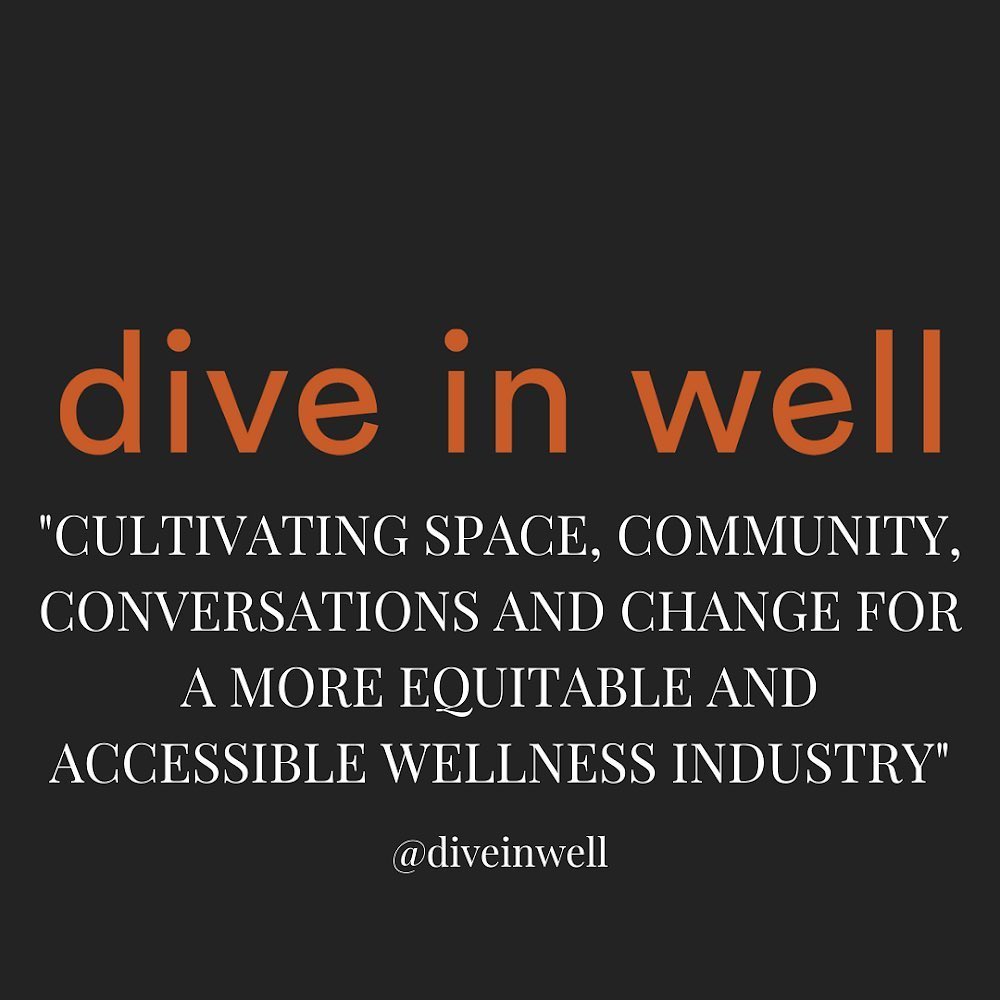 dive in well
"CULTIVATING SPACE, COMMUNITY,
CONVERSATIONS AND CHANGE FOR
A MORE EQUITABLE AND
ACCESSIBLE WELLNESS INDUSTRY"
@diveinwell